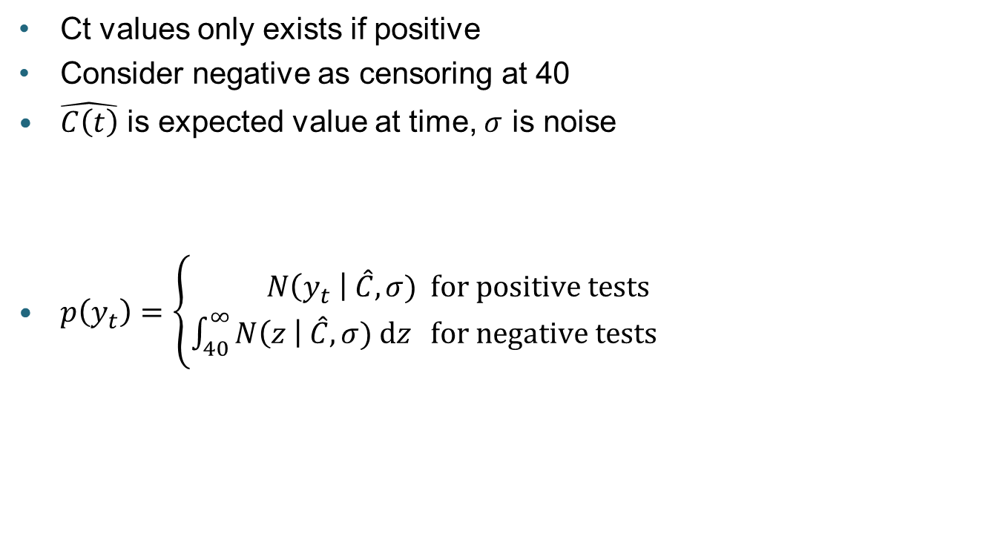 • Ct values only exists if positive
• Consider negative as censoring at 40
• $\widehat{C(t)}$ is expected value at time, $\sigma$ is noise
• $p(y_t) = \begin{cases} N(y_t \mid \hat{C}, \sigma) & \text{for positive tests} \\ \int_{40}^{\infty} N(z \mid \hat{C}, \sigma)\, \mathrm{d}z & \text{for negative tests} \end{cases}$